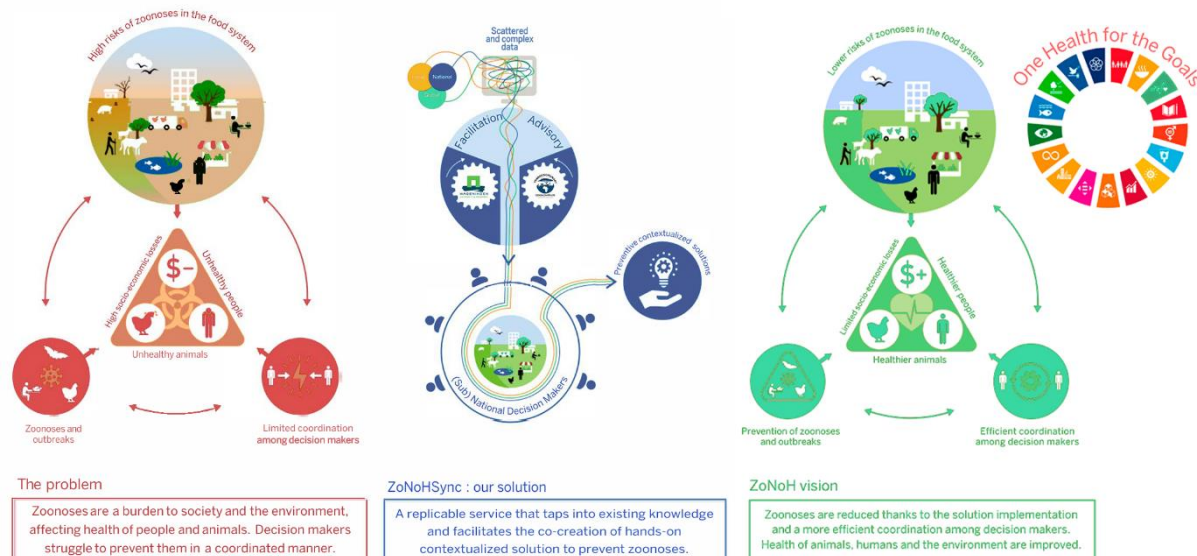 High risks of zoonoses in the food system
High socio-economic losses
Unhealthy people
$-
Unhealthy animals
Zoonoses and
outbreaks
Limited coordination
among decision makers
The problem
Zoonoses are a burden to society and the environment,
affecting health of people and animals. Decision makers
struggle to prevent them in a coordinated manner.
Scattered
and complex
data
National
Facilitation
Advisory
WAGENINGEN
Preventive contextualized solutions
(Sub) National Decision Makers
ZoNoHSync : our solution
A replicable service that taps into existing knowledge
and facilitates the co-creation of hands-on
contextualized solution to prevent zoonoses.
Lower risks of zoonoses in the food system
One Health for the Goals
Limited socio-economic losses
Healthier people
$+
Healthier animals
Prevention of zoonoses
and outbreaks
Efficient coordination
among decision makers
ZoNoH vision
Zoonoses are reduced thanks to the solution implementation
and a more efficient coordination among decision makers.
Health of animals, humans and the environment are improved.